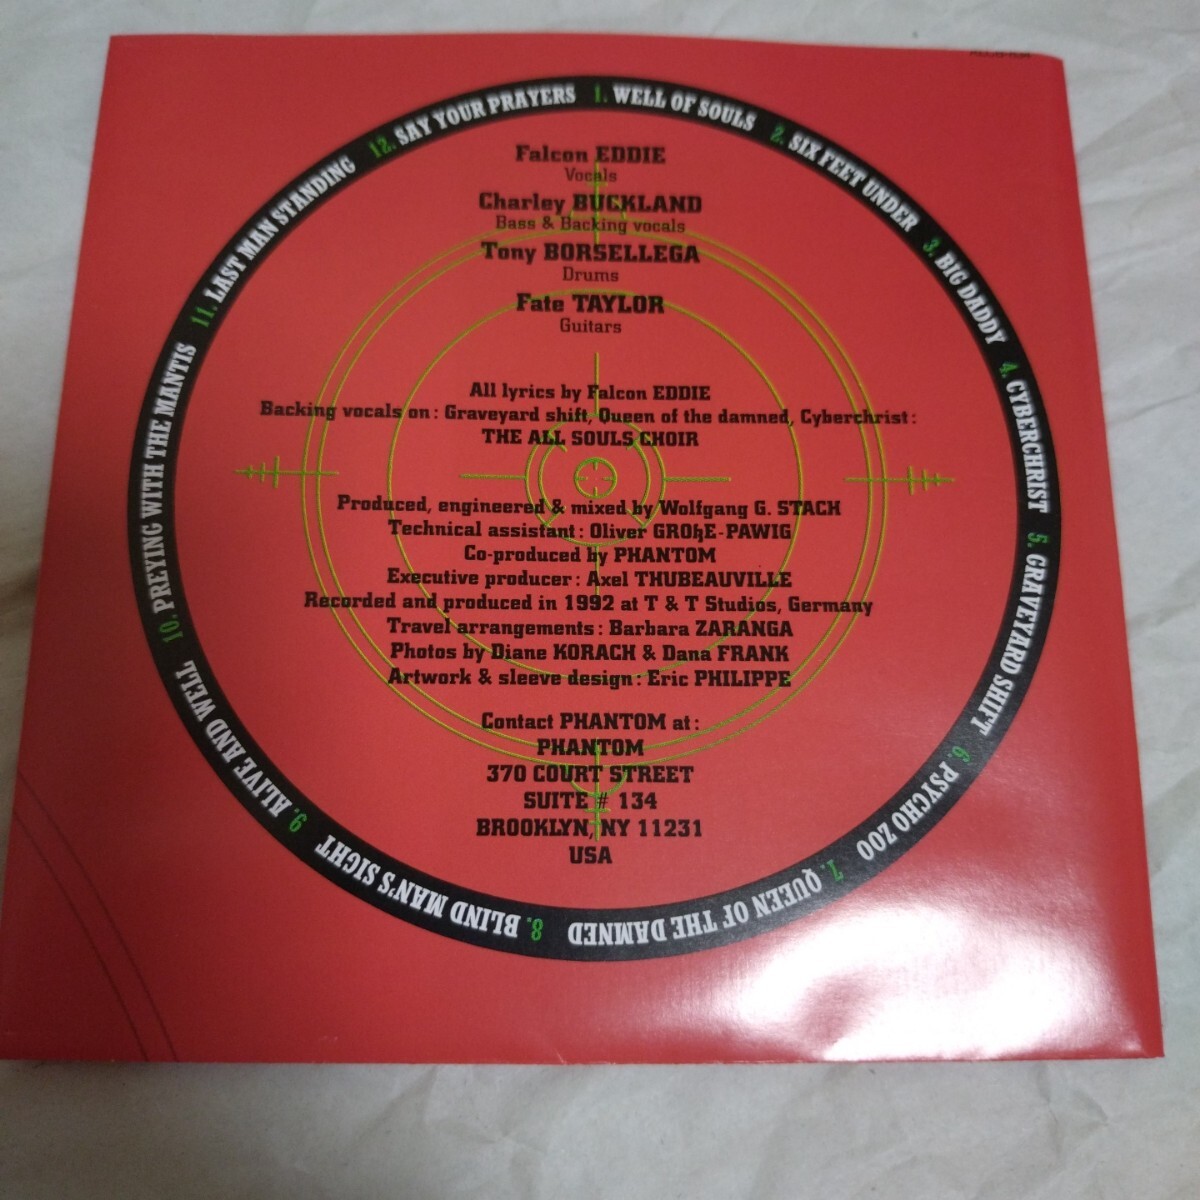 1. WELL OF SOULS
2. SIX FEET UNDER
3. BIG DADDY
4. CYBERCHRIST
5. GRAVEYARD SHIFT
6. PSYCHO ZOO
7. QUEEN OF THE DAMNED
8. BLIND MAN'S SIGHT
9. ALIVE AND WELL
10. PREYING WITH THE MANTIS
11. LAST MAN STANDING
12. SAY YOUR PRAYERS
Falcon EDDIE
Vocals
Charley BUCKLAND
Bass & Backing vocals
Tony BORSELLEGA
Drums
Fate TAYLOR
Guitars
All lyrics by Falcon EDDIE
Backing vocals on : Graveyard shift, Queen of the damned, Cyberchrist :
THE ALL SOULS CHOIR
Produced, engineered & mixed by Wolfgang G. STACH
Technical assistant : Oliver GROßE-PAWIG
Co-produced by PHANTOM
Executive producer : Axel THUBEAUVILLE
Recorded and produced in 1992 at T & T Studios, Germany
Travel arrangements : Barbara ZARANGA
Photos by Diane KORACH & Dana FRANK
Artwork & sleeve design : Eric PHILIPPE
Contact PHANTOM at :
PHANTOM
370 COURT STREET
SUITE # 134
BROOKLYN, NY 11231
USA